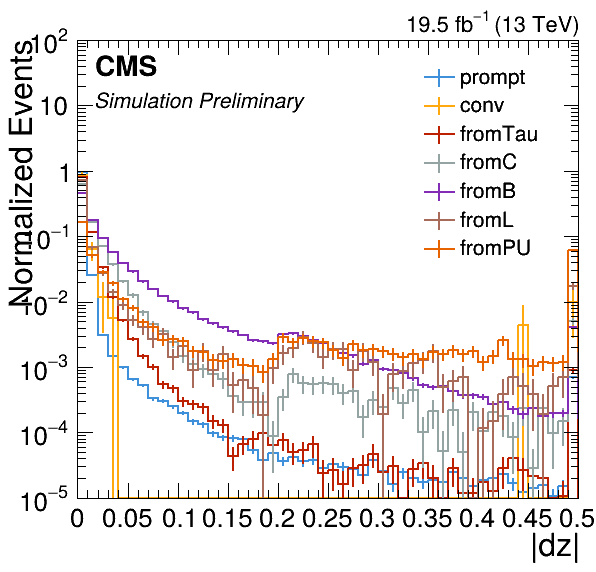 19.5 fb⁻¹ (13 TeV)
CMS
Simulation Preliminary
prompt
conv
fromTau
fromC
fromB
fromL
fromPU
Normalized Events
10²
10
1
10⁻¹
10⁻²
10⁻³
10⁻⁴
10⁻⁵
0 0.05 0.1 0.15 0.2 0.25 0.3 0.35 0.4 0.45 0.5
|dz|